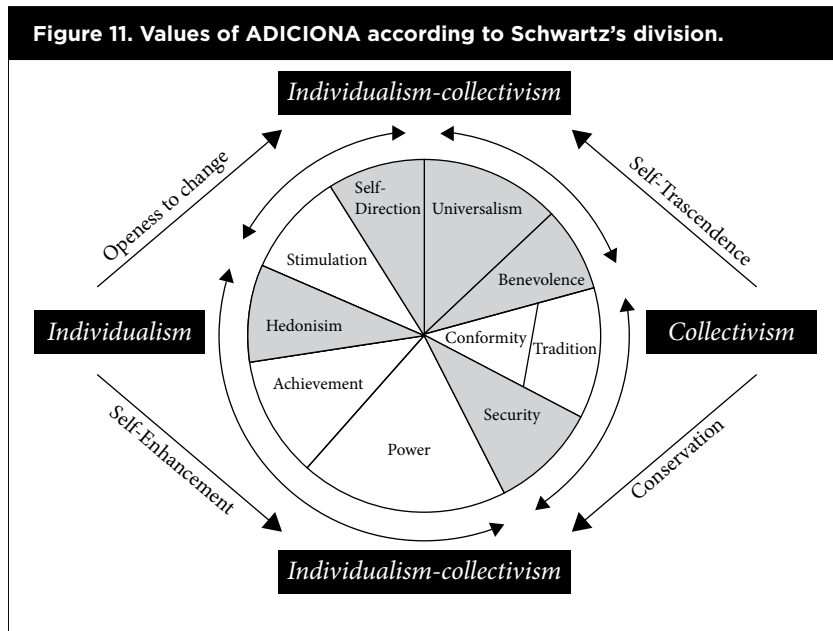 Figure 11. Values of ADICIONA according to Schwartz's division.
Individualism-collectivism
Openess to change
Self-Trascendence
Self-
Direction
Universalism
Stimulation
Benevolence
Hedonisim
Conformity
Tradition
Individualism
Collectivism
Achievement
Security
Power
Self-Enhancement
Conservation
Individualism-collectivism